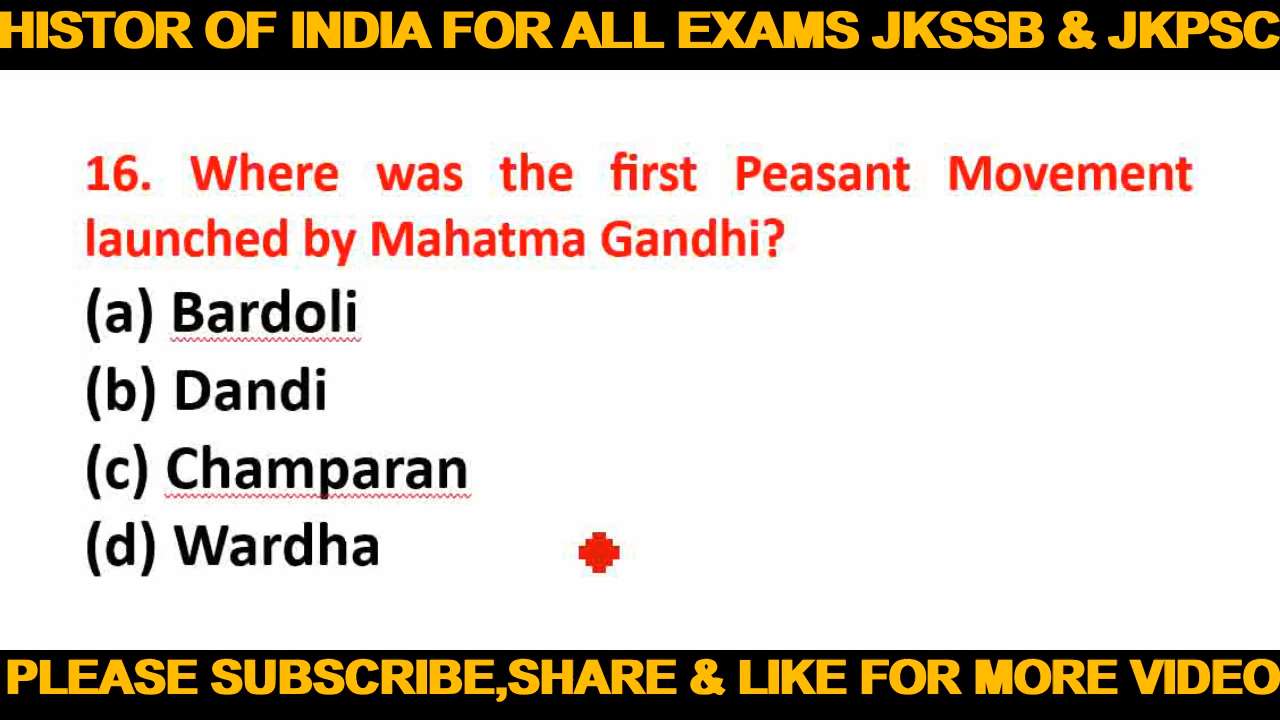 HISTOR OF INDIA FOR ALL EXAMS JKSSB & JKPSC
16. Where was the first Peasant Movement
launched by Mahatma Gandhi?
(a) Bardoli
(b) Dandi
(c) Champaran
(d) Wardha
PLEASE SUBSCRIBE,SHARE & LIKE FOR MORE VIDEO